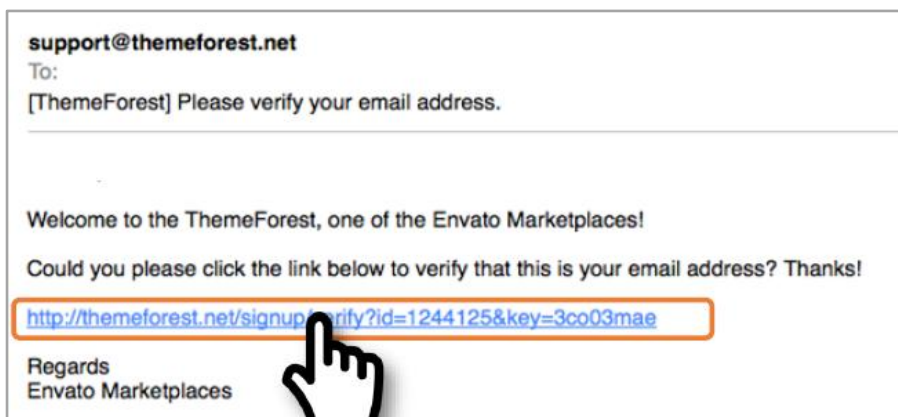 support@themeforest.net
To:
[ThemeForest] Please verify your email address.
Welcome to the ThemeForest, one of the Envato Marketplaces!
Could you please click the link below to verify that this is your email address? Thanks!
http://themeforest.net/signup/verify?id=1244125&key=3co03mae
Regards
Envato Marketplaces